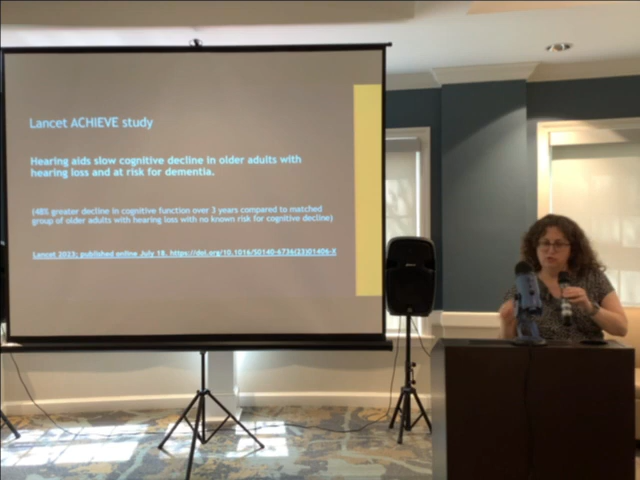 Lancet ACHIEVE study
Hearing aids slow cognitive decline in older adults with
hearing loss and at risk for dementia.
(48% greater decline in cognitive function over 3 years compared to matched
group of older adults with hearing loss with no known risk for cognitive decline)
Lancet 2023; published online July 18. https://doi.org/10.1016/S0140-6736(23)01406-X